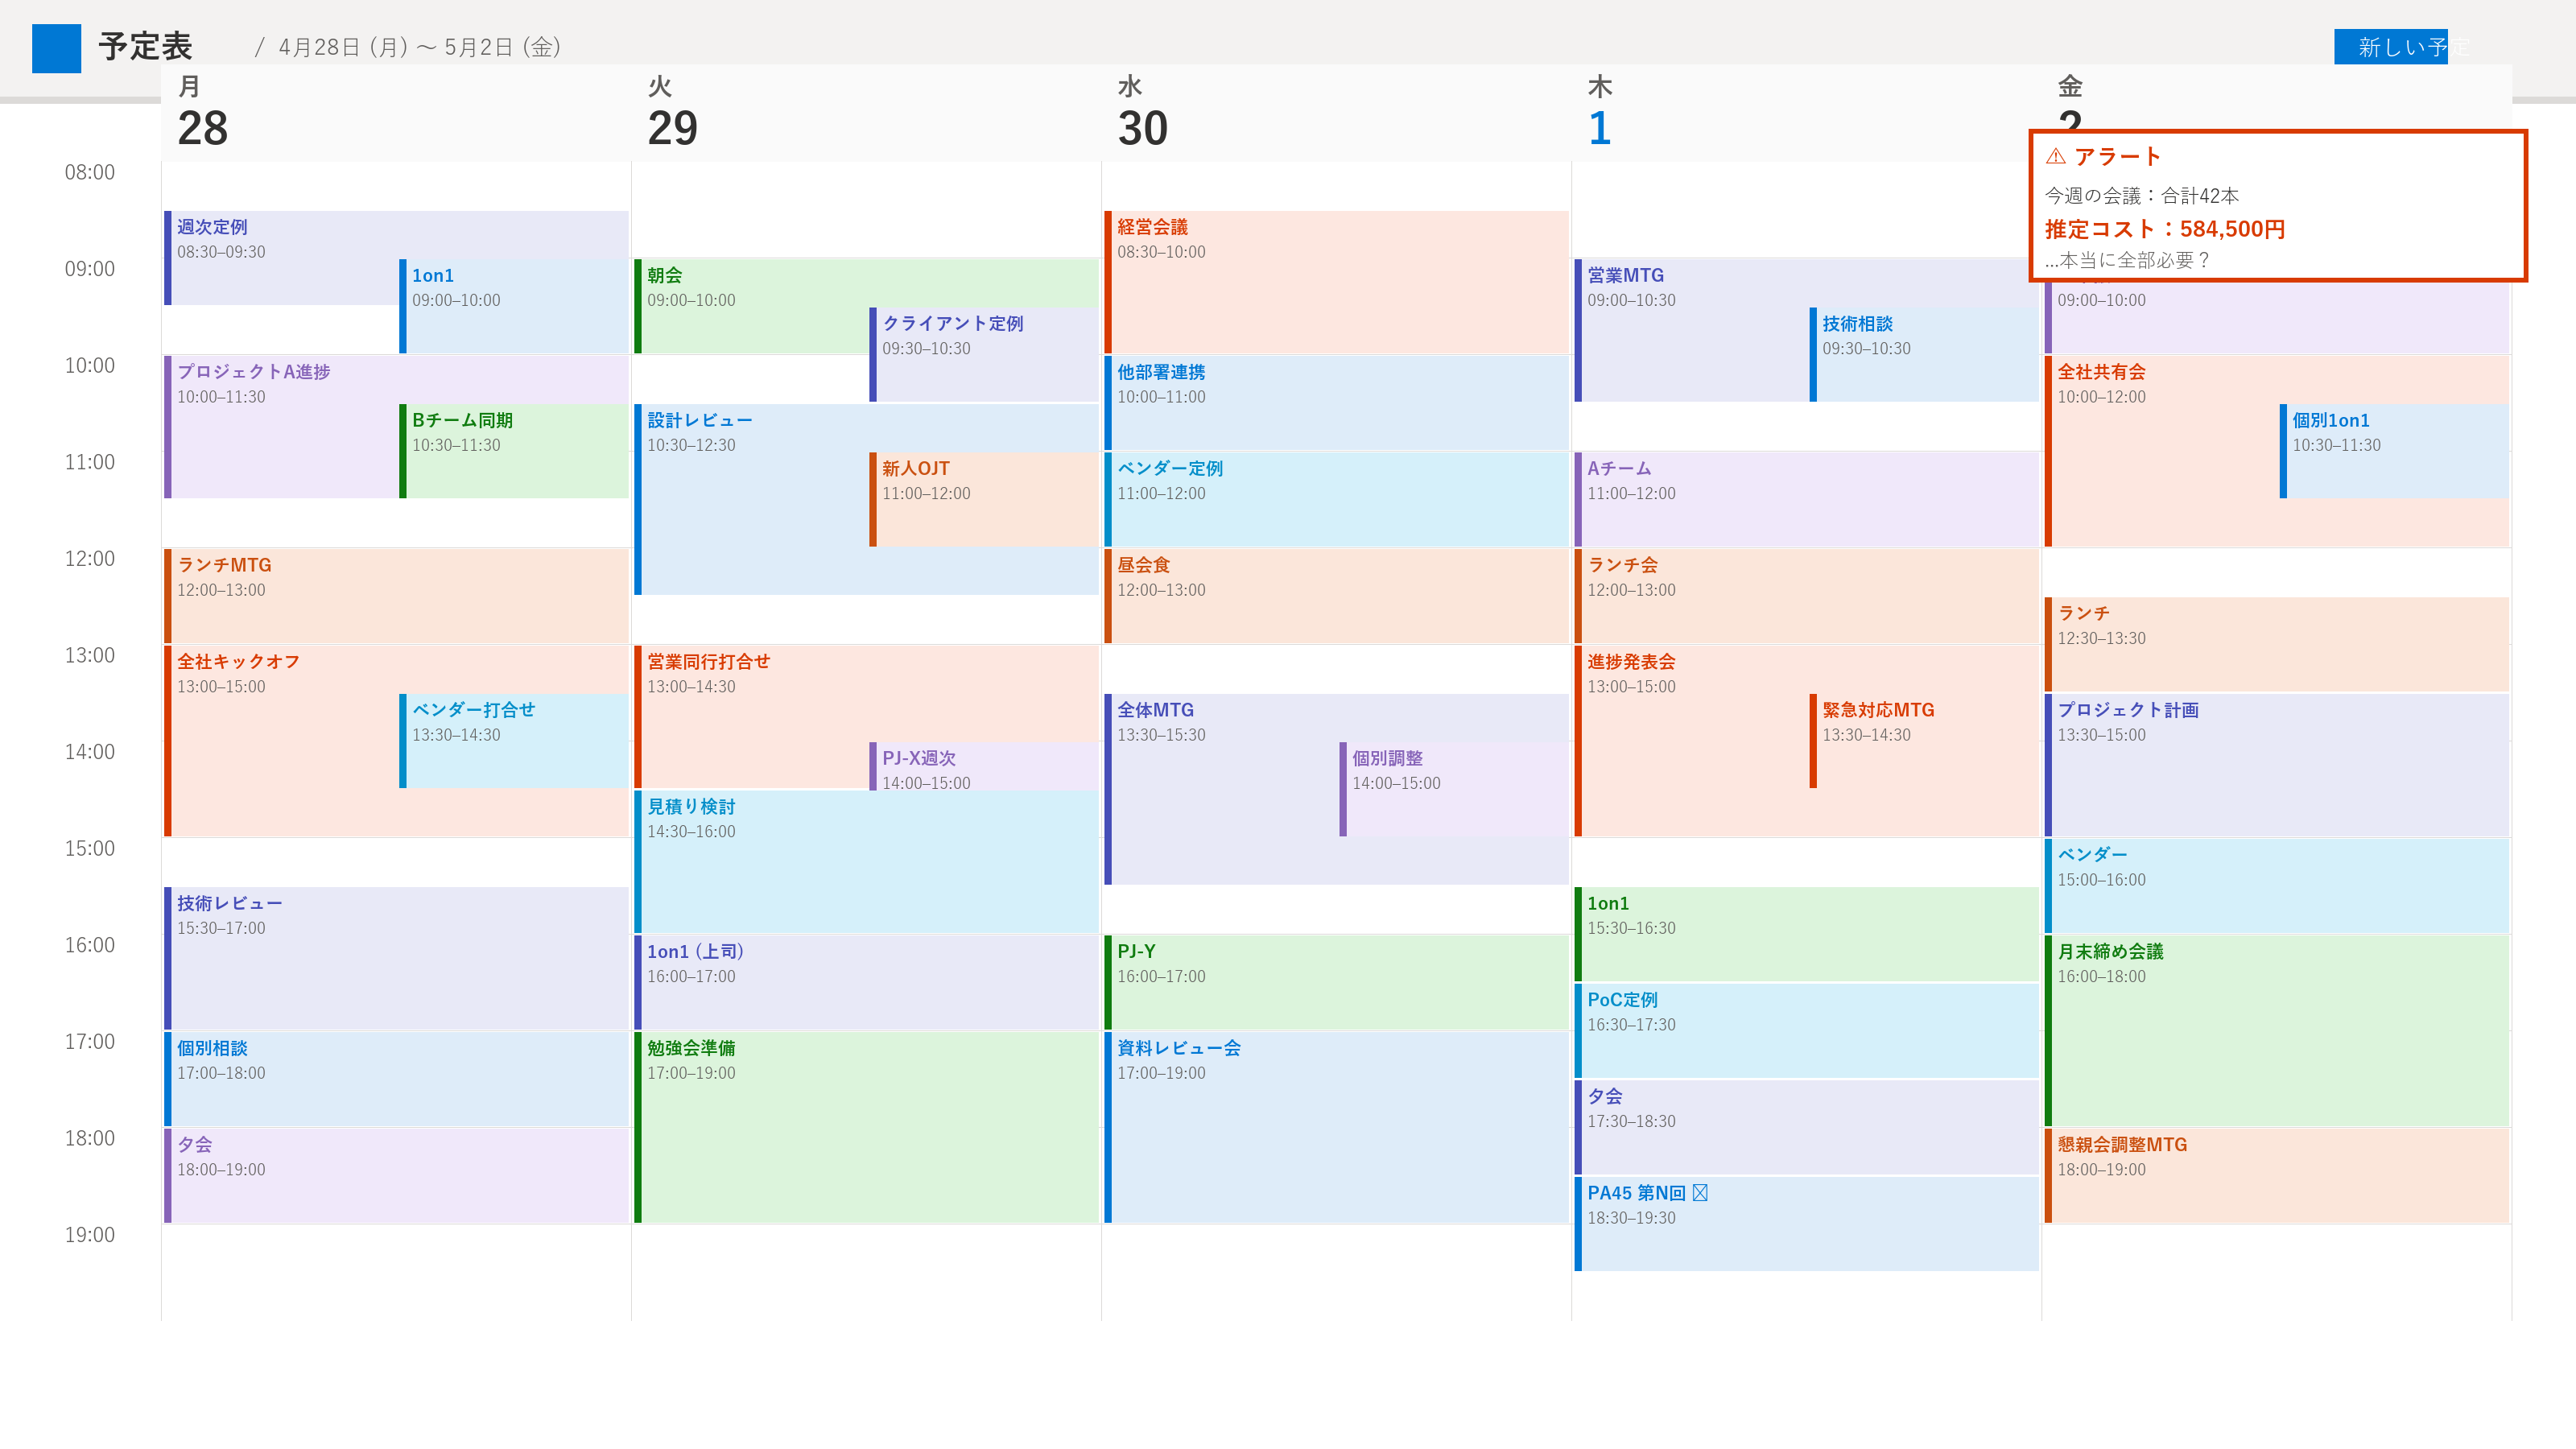 予定表 / 4月28日 (月) ～ 5月2日 (金)
新しい予定
月
28
火
29
水
30
木
1
金
2
⚠ アラート
今週の会議：合計42本
推定コスト：584,500円
...本当に全部必要？
08:00
09:00
10:00
11:00
12:00
13:00
14:00
15:00
16:00
17:00
18:00
19:00
週次定例
08:30–09:30
1on1
09:00–10:00
プロジェクトA進捗
10:00–11:30
Bチーム同期
10:30–11:30
ランチMTG
12:00–13:00
全社キックオフ
13:00–15:00
ベンダー打合せ
13:30–14:30
技術レビュー
15:30–17:00
個別相談
17:00–18:00
夕会
18:00–19:00
朝会
09:00–10:00
クライアント定例
09:30–10:30
設計レビュー
10:30–12:30
新人OJT
11:00–12:00
営業同行打合せ
13:00–14:30
PJ-X週次
14:00–15:00
見積り検討
14:30–16:00
1on1 (上司)
16:00–17:00
勉強会準備
17:00–19:00
経営会議
08:30–10:00
他部署連携
10:00–11:00
ベンダー定例
11:00–12:00
昼会食
12:00–13:00
全体MTG
13:30–15:30
個別調整
14:00–15:00
PJ-Y
16:00–17:00
資料レビュー会
17:00–19:00
営業MTG
09:00–10:30
技術相談
09:30–10:30
Aチーム
11:00–12:00
ランチ会
12:00–13:00
進捗発表会
13:00–15:00
緊急対応MTG
13:30–14:30
1on1
15:30–16:30
PoC定例
16:30–17:30
夕会
17:30–18:30
PA45 第N回
18:30–19:30
09:00–10:00
全社共有会
10:00–12:00
個別1on1
10:30–11:30
ランチ
12:30–13:30
プロジェクト計画
13:30–15:00
ベンダー
15:00–16:00
月末締め会議
16:00–18:00
懇親会調整MTG
18:00–19:00